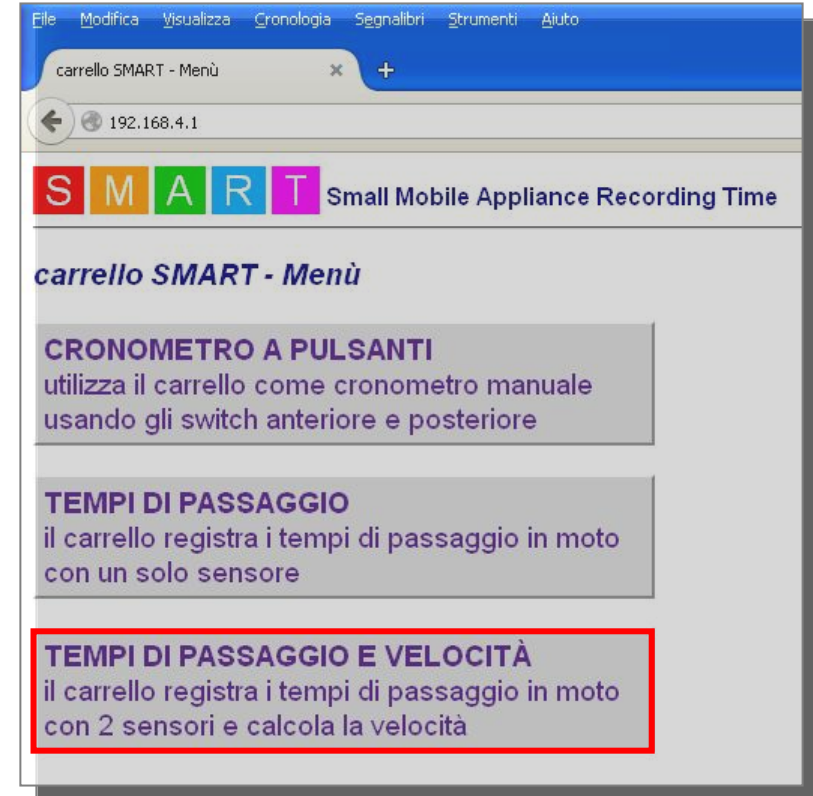 File Modifica Visualizza Cronologia Segnalibri Strumenti Aiuto
carrello SMART - Menù × +
192.168.4.1
S M A R T Small Mobile Appliance Recording Time
carrello SMART - Menù
CRONOMETRO A PULSANTI
utilizza il carrello come cronometro manuale
usando gli switch anteriore e posteriore
TEMPI DI PASSAGGIO
il carrello registra i tempi di passaggio in moto
con un solo sensore
TEMPI DI PASSAGGIO E VELOCITÀ
il carrello registra i tempi di passaggio in moto
con 2 sensori e calcola la velocità